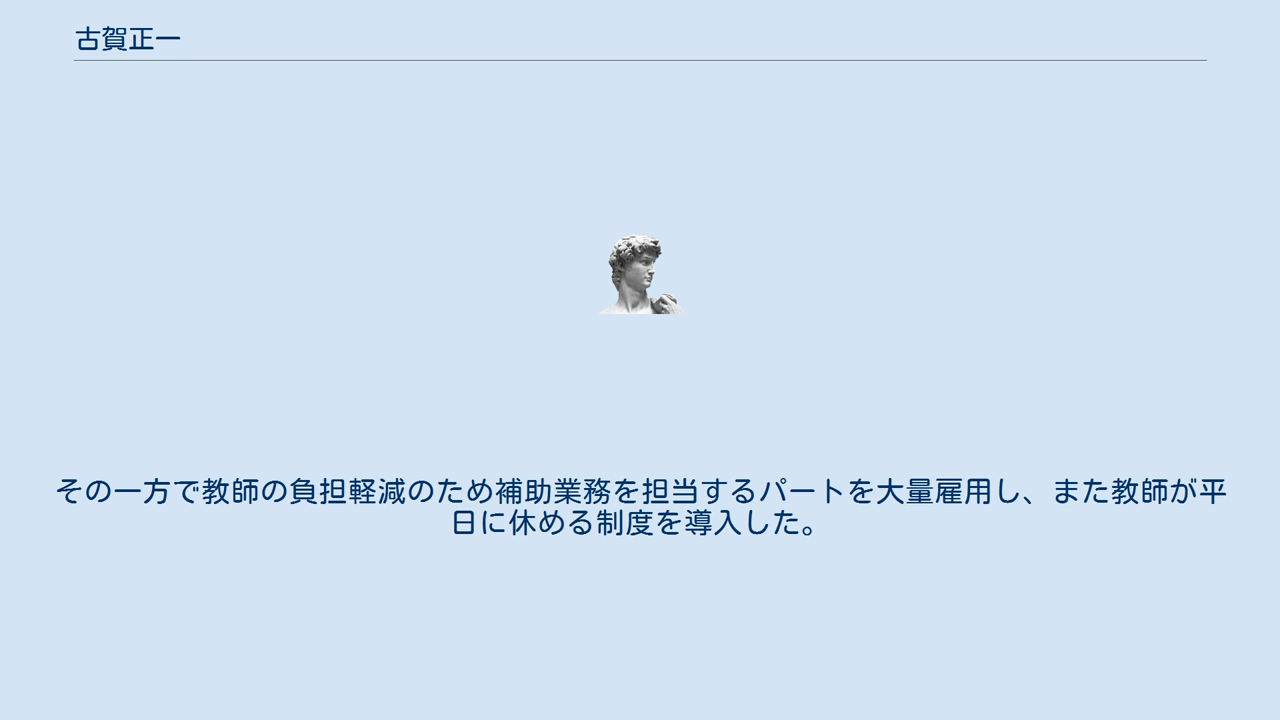 古賀正一
その一方で教師の負担軽減のため補助業務を担当するパートを大量雇用し、また教師が平
日に休める制度を導入した。